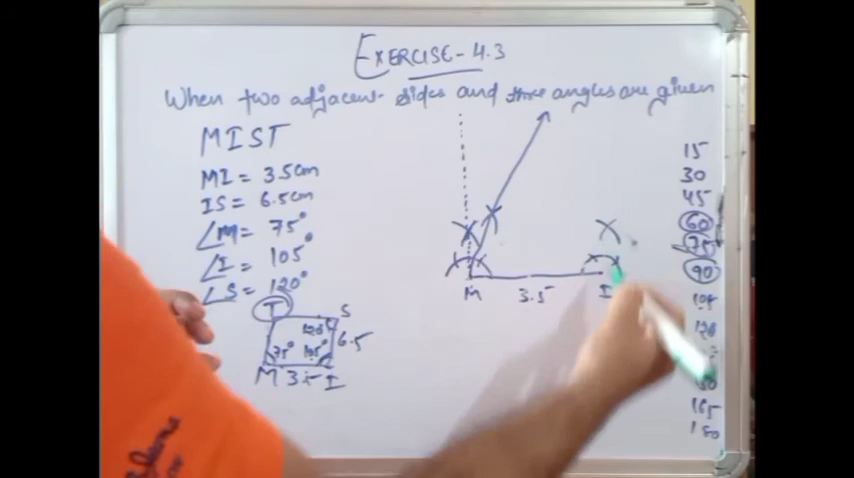 EXERCISE - 4.3
When two adjacent sides and three angles are given
MIST
MI = 3.5cm
IS = 6.5cm
∠M = 75°
∠I = 105°
∠S = 120°
T S
120° 6.5
75° 105°
M 3.5 I
M 3.5 I
15
30
45
60
75
90
105
120
165
180